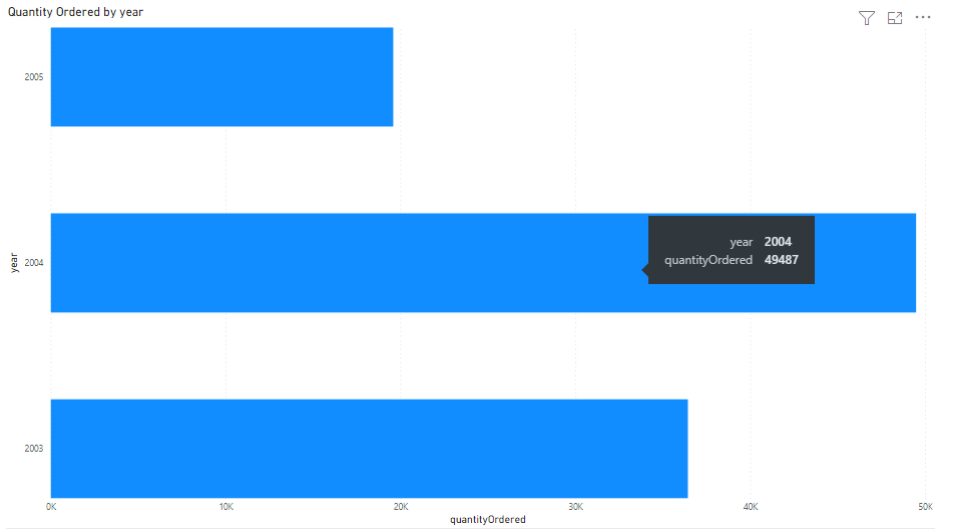 Quantity Ordered by year
2005
year 2004
quantityOrdered 49487
year
2004
2003
0K 10K 20K 30K 40K 50K
quantityOrdered